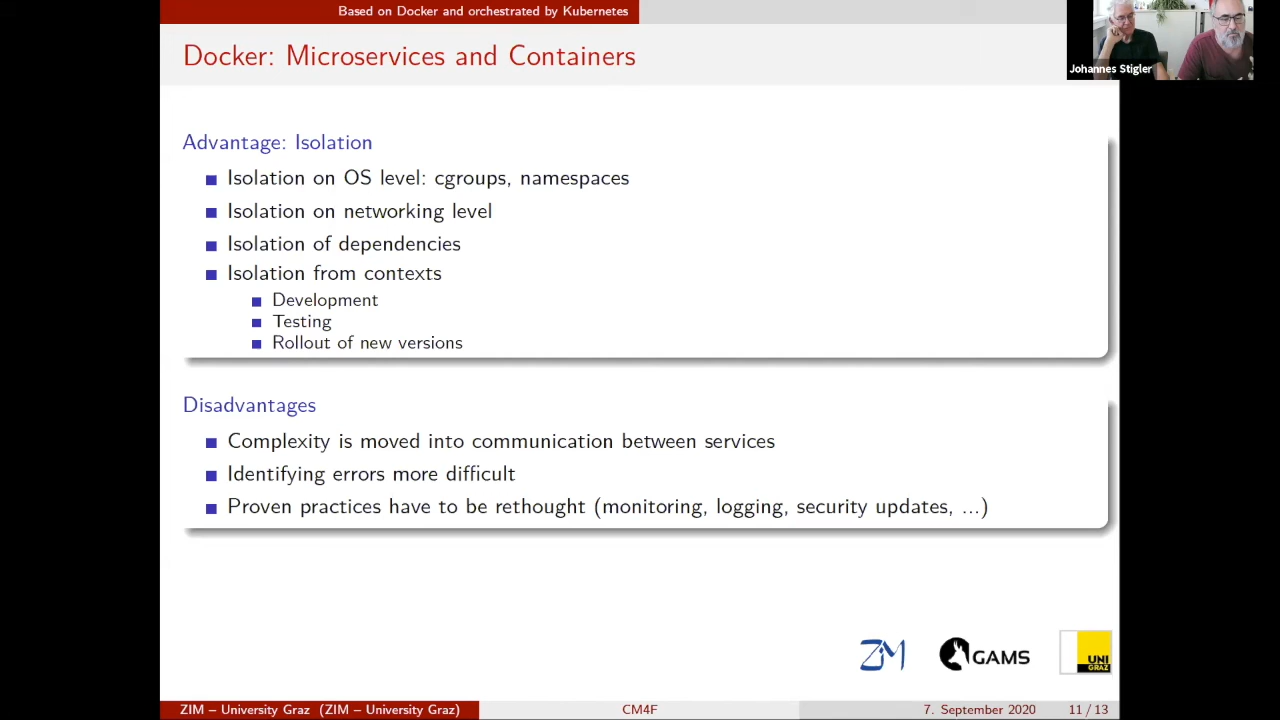 Based on Docker and orchestrated by Kubernetes
Docker: Microservices and Containers
Johannes Stigler
Advantage: Isolation
Isolation on OS level: cgroups, namespaces
Isolation on networking level
Isolation of dependencies
Isolation from contexts
Development
Testing
Rollout of new versions
Disadvantages
Complexity is moved into communication between services
Identifying errors more difficult
Proven practices have to be rethought (monitoring, logging, security updates, ...)
ZIM
GAMS
UNI
GRAZ
ZIM – University Graz (ZIM – University Graz)
CM4F
7. September 2020
11 / 13